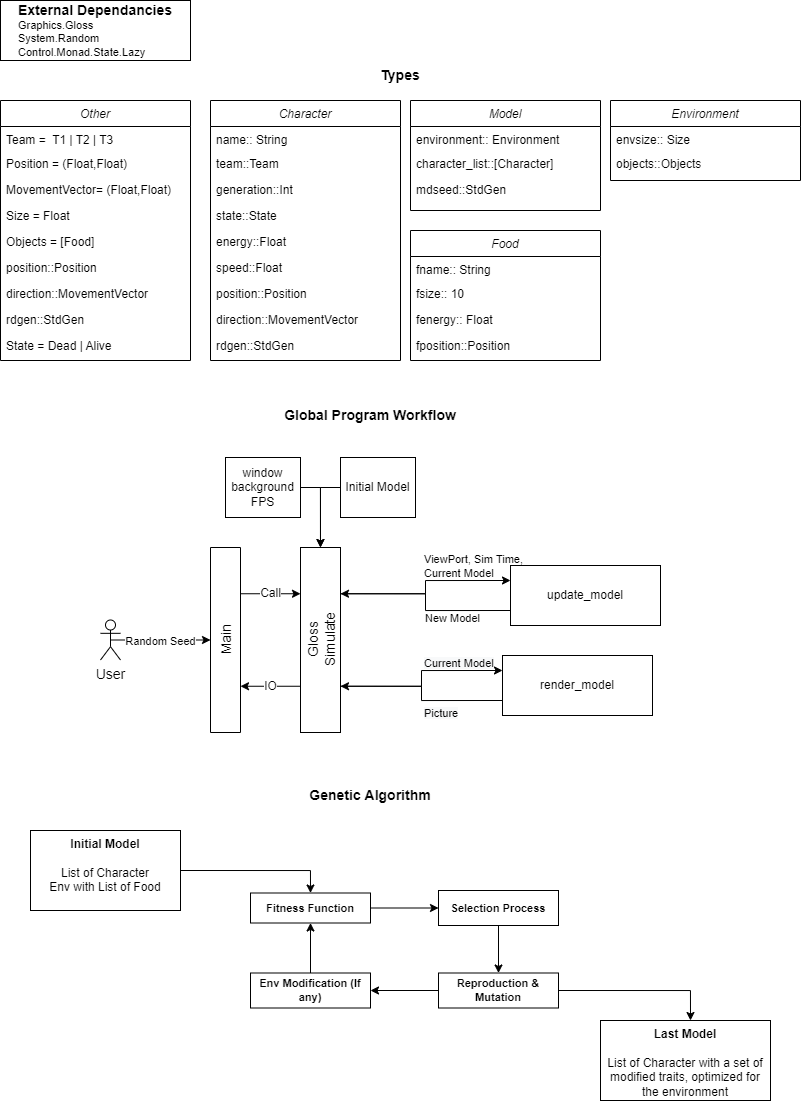 External Dependancies
Graphics.Gloss
System.Random
Control.Monad.State.Lazy
Types
Other
Team = T1 | T2 | T3
Position = (Float,Float)
MovementVector= (Float,Float)
Size = Float
Objects = [Food]
position::Position
direction::MovementVector
rdgen::StdGen
State = Dead | Alive
Character
name:: String
team::Team
generation::Int
state::State
energy::Float
speed::Float
position::Position
direction::MovementVector
rdgen::StdGen
Model
environment:: Environment
character_list::[Character]
mdseed::StdGen
Food
fname:: String
fsize:: 10
fenergy:: Float
fposition::Position
Environment
envsize:: Size
objects::Objects
Global Program Workflow
window
background
FPS
Initial Model
User
Random Seed
Main
Call
IO
Gloss
Simulate
ViewPort, Sim Time,
Current Model
New Model
update_model
Current Model
Picture
render_model
Genetic Algorithm
Initial Model
List of Character
Env with List of Food
Fitness Function
Selection Process
Env Modification (If
any)
Reproduction &
Mutation
Last Model
List of Character with a set of
modified traits, optimized for
the environment